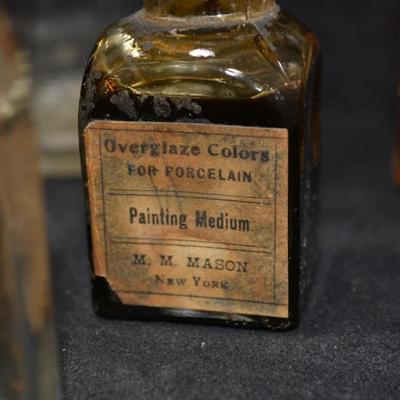 Overglaze Colors
FOR PORCELAIN
Painting Medium
M. M. MASON
NEW YORK